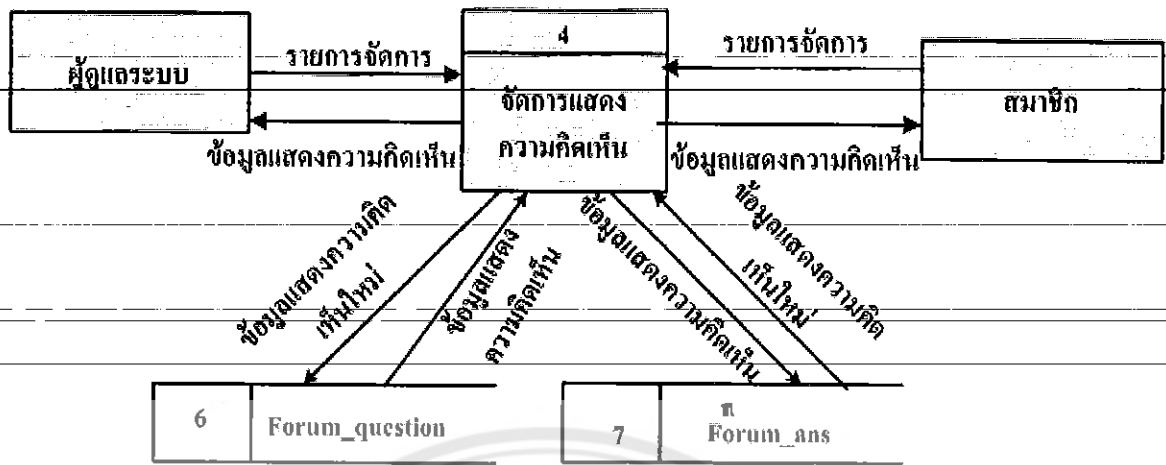 4
ผู้ดูแลระบบ
รายการจัดการ
รายการจัดการ
จัดการแสดง
ความคิดเห็น
สมาชิก
ข้อมูลแสดงความคิดเห็น
ข้อมูลแสดงความคิดเห็น
ข้อมูลแสดงความคิด
เห็นใหม่
ข้อมูลแสดง
ความคิดเห็น
ข้อมูลแสดงความคิดเห็น
ข้อมูลแสดงความคิด
เห็นใหม่
6
Forum_question
7
Forum_ans